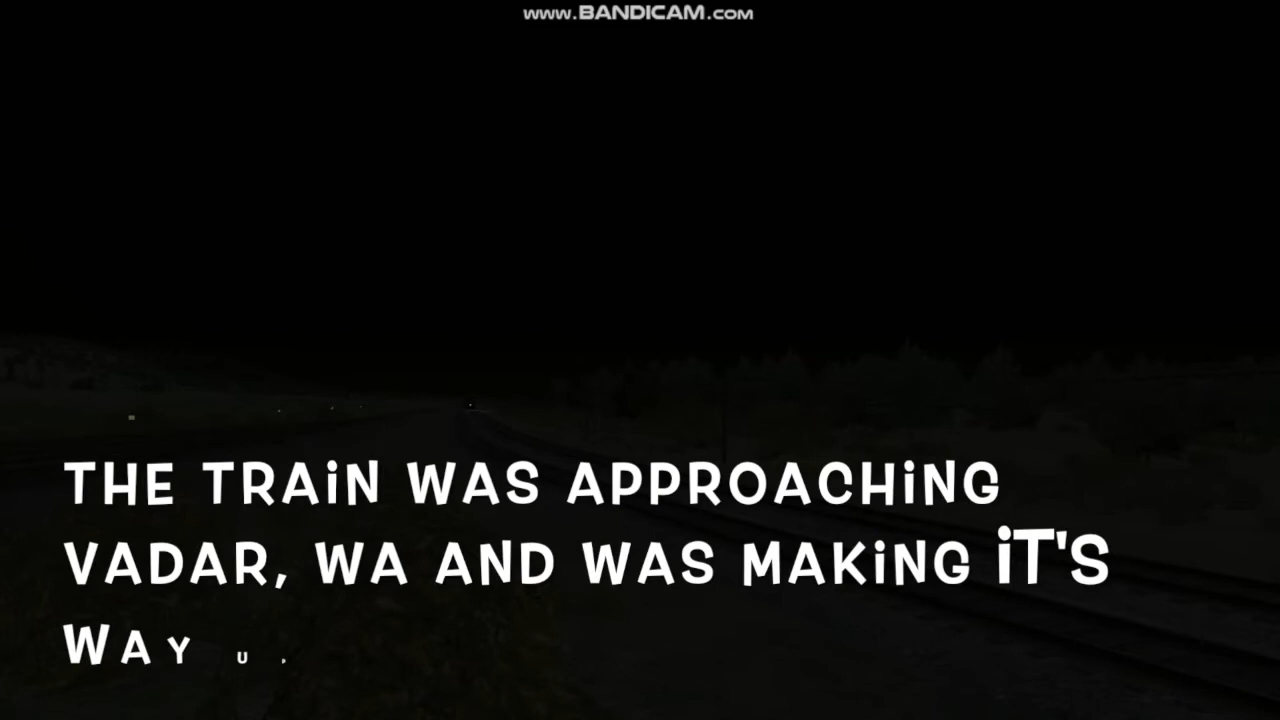 www.BANDICAM.com
THE TRAiN WAS APPROACHiNG
VADAR, WA AND WAS MAKiNG iT'S
WAY